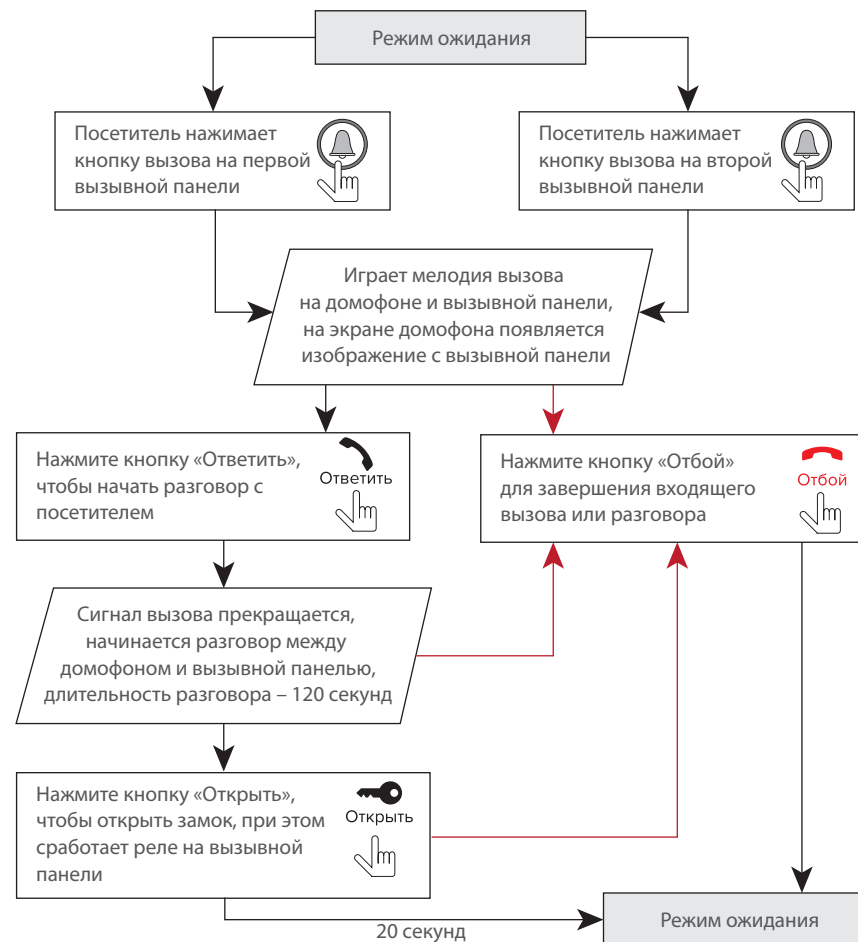 Режим ожидания
Посетитель нажимает
кнопку вызова на первой
вызывной панели
Посетитель нажимает
кнопку вызова на второй
вызывной панели
Играет мелодия вызова
на домофоне и вызывной панели,
на экране домофона появляется
изображение с вызывной панели
Нажмите кнопку «Ответить»,
чтобы начать разговор с
посетителем
Ответить
Нажмите кнопку «Отбой»
для завершения входящего
вызова или разговора
Отбой
Сигнал вызова прекращается,
начинается разговор между
домофоном и вызывной панелью,
длительность разговора – 120 секунд
Нажмите кнопку «Открыть»,
чтобы открыть замок, при этом
сработает реле на вызывной
панели
Открыть
20 секунд
Режим ожидания